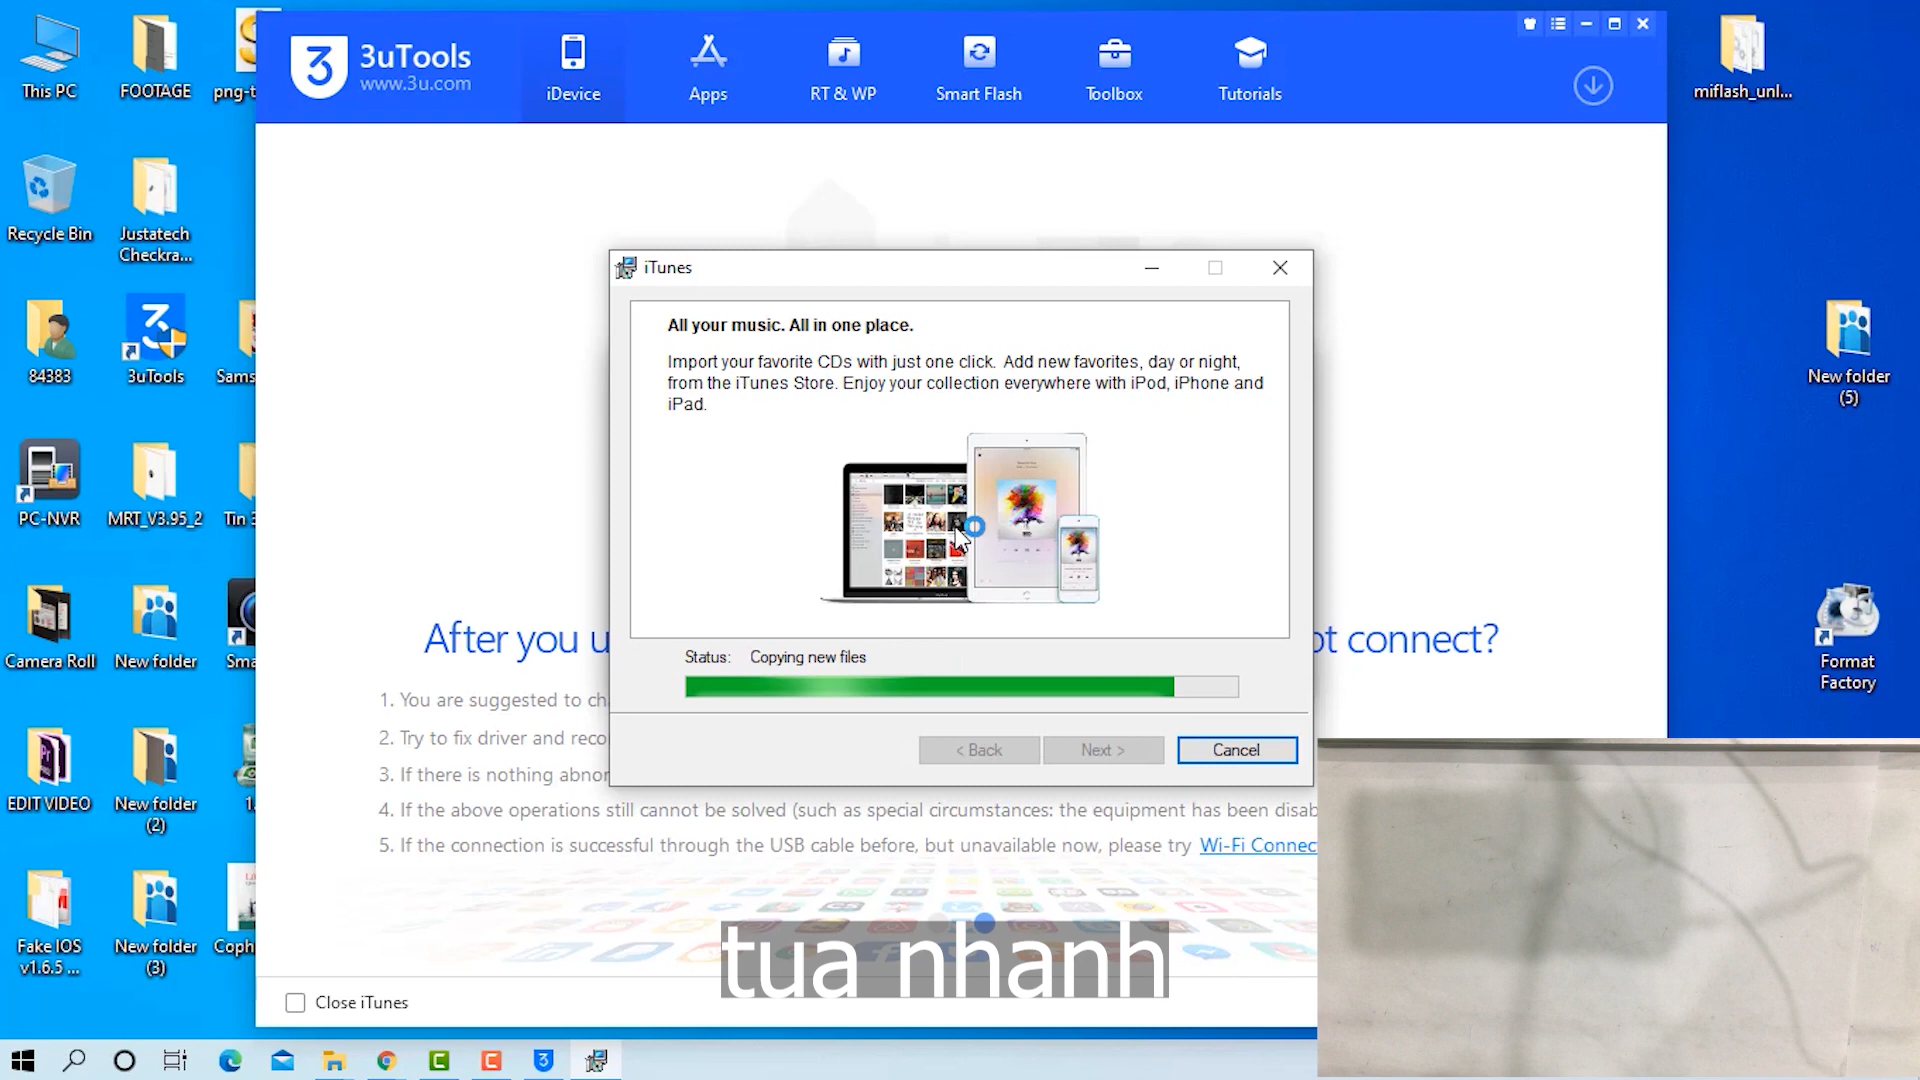 This PC
FOOTAGE
png-t
3uTools
www.3u.com
iDevice
Apps
RT & WP
Smart Flash
Toolbox
Tutorials
miflash_unl...
Recycle Bin
Justatech
Checkra...
84383
3uTools
Sams
PC-NVR
MRT_V3.95_2
Tin 3
Camera Roll
New folder
Sma
EDIT VIDEO
New folder
(2)
1.
Fake IOS
v1.6.5 ...
New folder
(3)
Coph
iTunes
All your music. All in one place.
Import your favorite CDs with just one click. Add new favorites, day or night,
from the iTunes Store. Enjoy your collection everywhere with iPod, iPhone and
iPad.
Status: Copying new files
< Back
Next >
Cancel
After you u
ot connect?
1. You are suggested to ch
2. Try to fix driver and reco
3. If there is nothing abnor
4. If the above operations still cannot be solved (such as special circumstances: the equipment has been disab
5. If the connection is successful through the USB cable before, but unavailable now, please try Wi-Fi Connect
tua nhanh
Close iTunes
New folder
(5)
Format
Factory